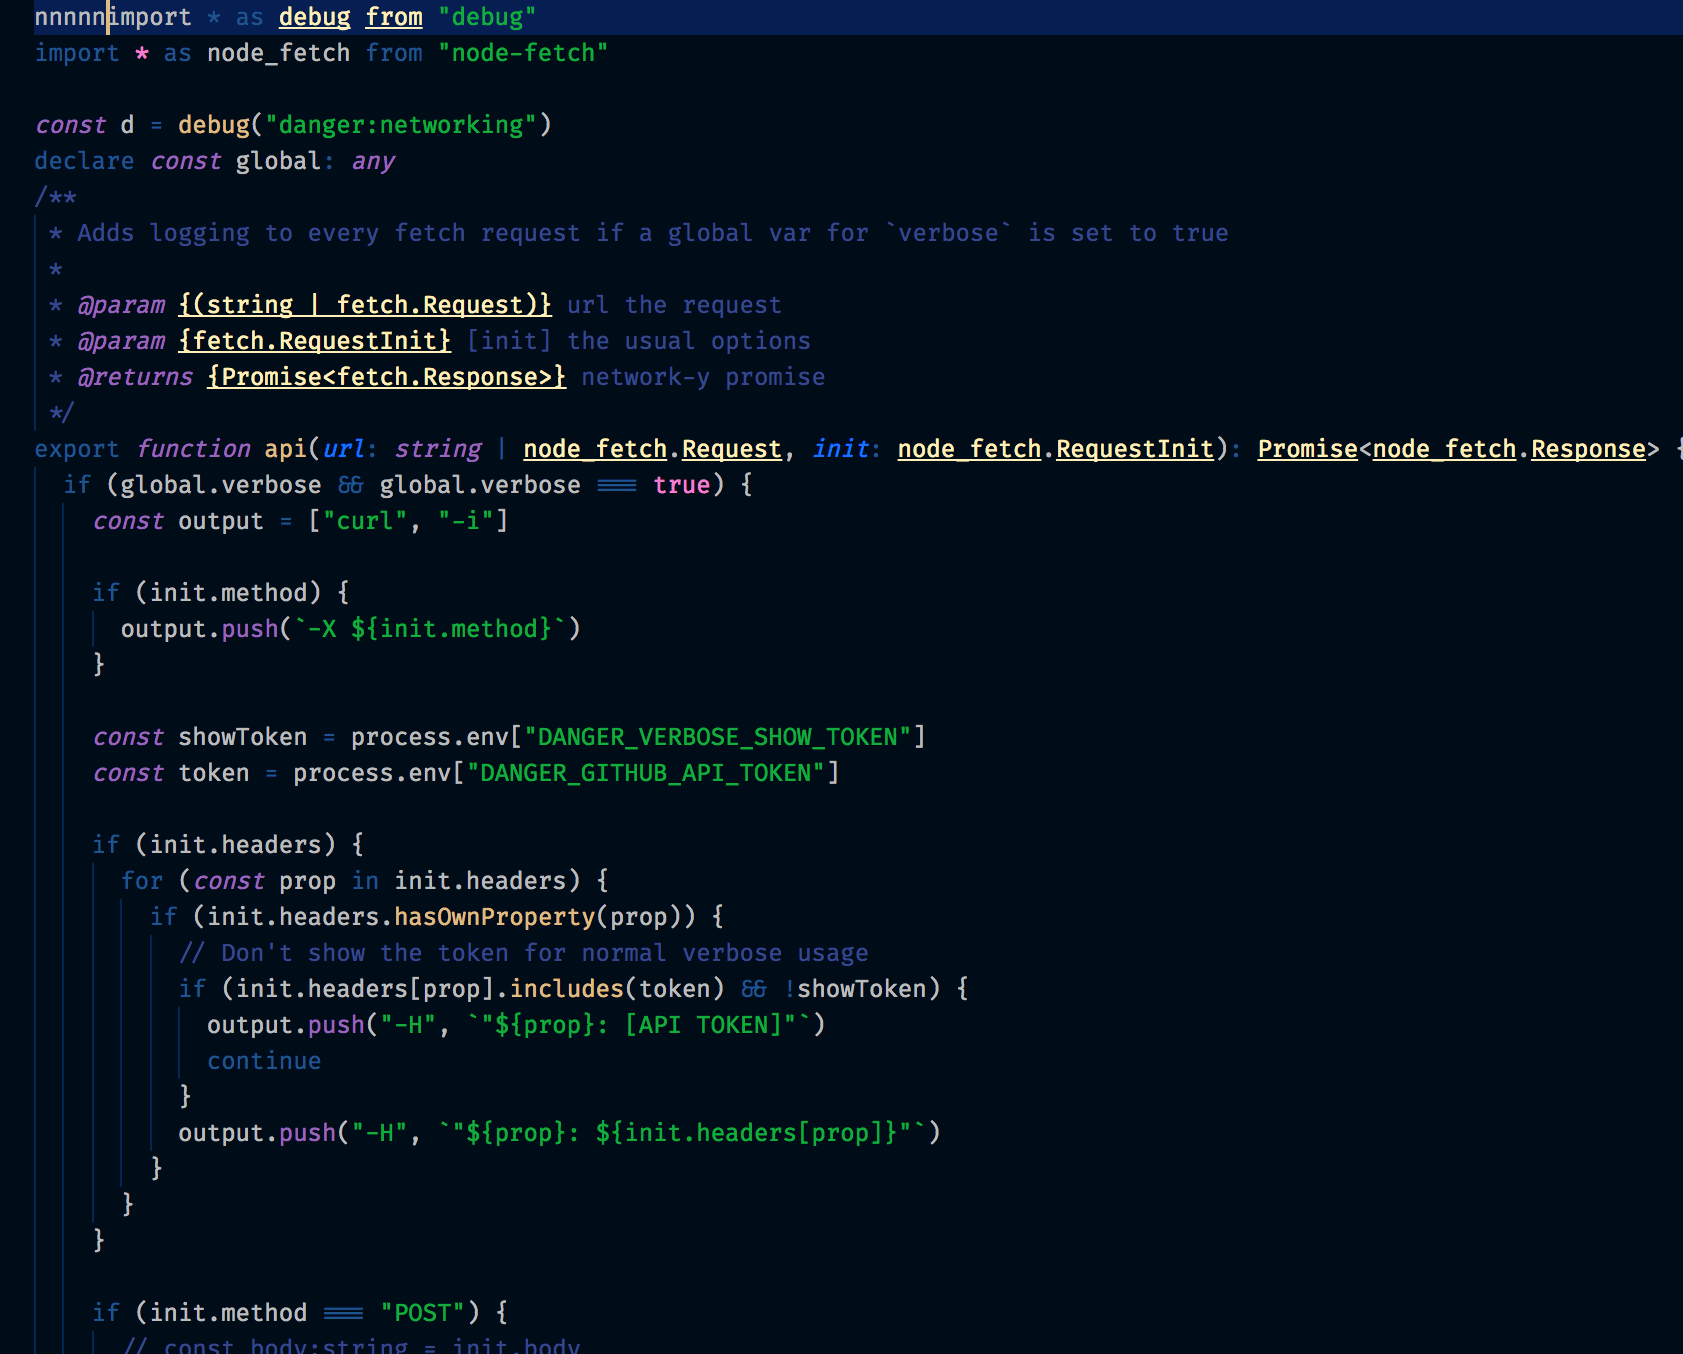 nnnnnimport * as debug from "debug"
import * as node_fetch from "node-fetch"

const d = debug("danger:networking")
declare const global: any
/**
 * Adds logging to every fetch request if a global var for `verbose` is set to true
 *
 * @param {(string | fetch.Request)} url the request
 * @param {fetch.RequestInit} [init] the usual options
 * @returns {Promise<fetch.Response>} network-y promise
 */
export function api(url: string | node_fetch.Request, init: node_fetch.RequestInit): Promise<node_fetch.Response> {
  if (global.verbose && global.verbose === true) {
    const output = ["curl", "-i"]

    if (init.method) {
      output.push(`-X ${init.method}`)
    }

    const showToken = process.env["DANGER_VERBOSE_SHOW_TOKEN"]
    const token = process.env["DANGER_GITHUB_API_TOKEN"]

    if (init.headers) {
      for (const prop in init.headers) {
        if (init.headers.hasOwnProperty(prop)) {
          // Don't show the token for normal verbose usage
          if (init.headers[prop].includes(token) && !showToken) {
            output.push("-H", `"${prop}: [API TOKEN]"`)
            continue
          }
          output.push("-H", `"${prop}: ${init.headers[prop]}"`)
        }
      }
    }

    if (init.method === "POST") {
      // const body:string = init.body